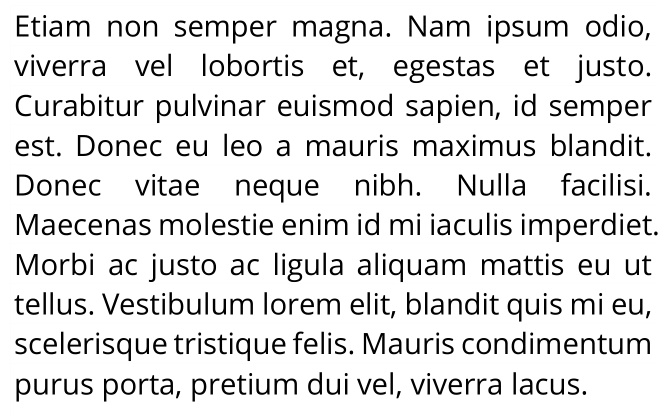 Etiam non semper magna. Nam ipsum odio,
viverra vel lobortis et, egestas et justo.
Curabitur pulvinar euismod sapien, id semper
est. Donec eu leo a mauris maximus blandit.
Donec vitae neque nibh. Nulla facilisi.
Maecenas molestie enim id mi iaculis imperdiet.
Morbi ac justo ac ligula aliquam mattis eu ut
tellus. Vestibulum lorem elit, blandit quis mi eu,
scelerisque tristique felis. Mauris condimentum
purus porta, pretium dui vel, viverra lacus.